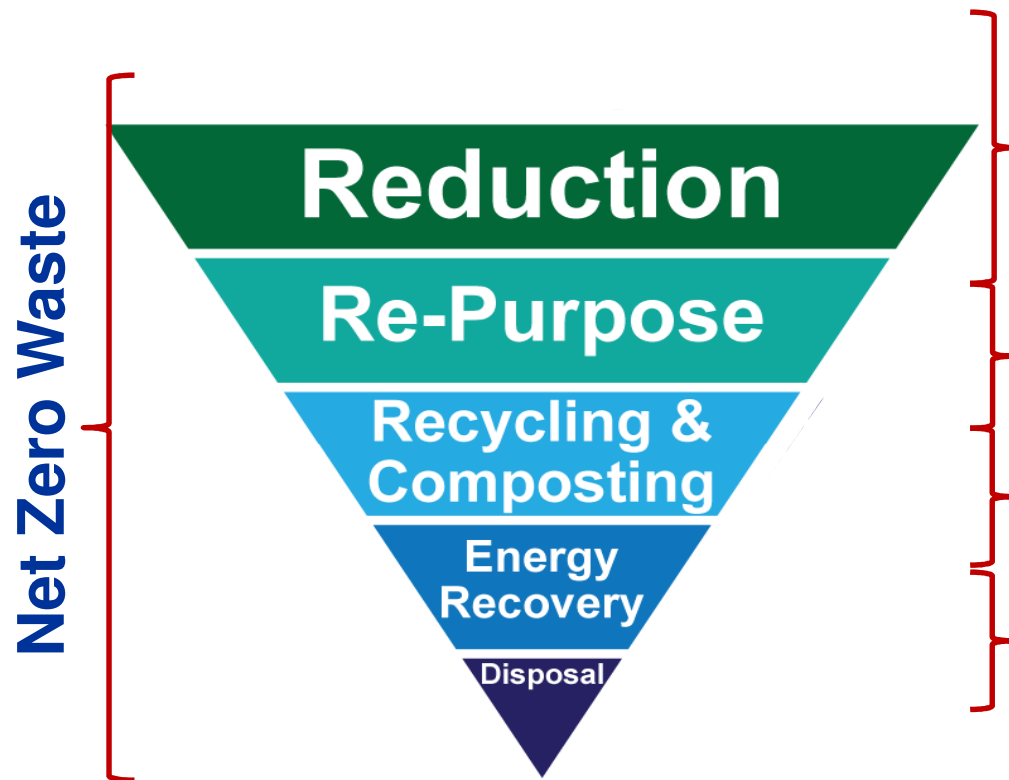 Net Zero Waste
Reduction
Re-Purpose
Recycling &
Composting
Energy
Recovery
Disposal